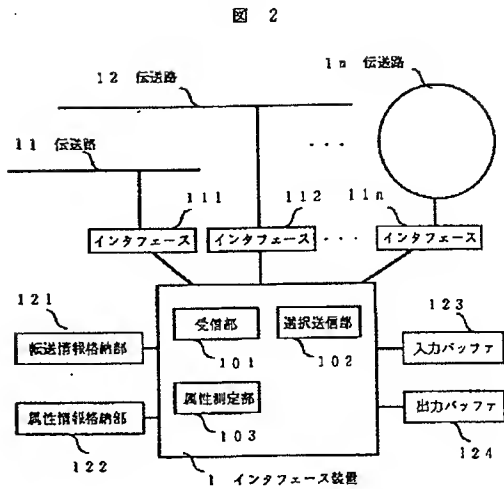 図 2
12 伝送路
1n 伝送路
11 伝送路
...
111
112
11n
インタフェース
インタフェース
...
インタフェース
121
転送情報格納部
受信部
101
選択送信部
102
123
入力バッファ
属性情報格納部
122
属性測定部
103
出力バッファ
124
1 インタフェース装置